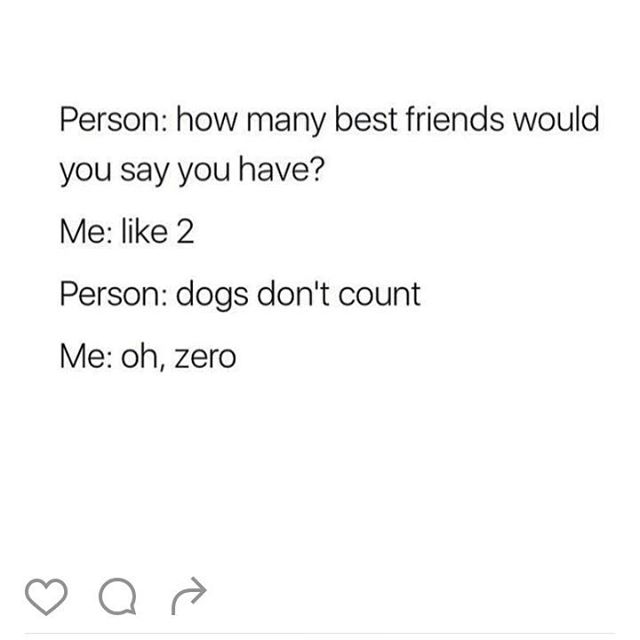 Person: how many best friends would
you say you have?
Me: like 2
Person: dogs don't count
Me: oh, zero